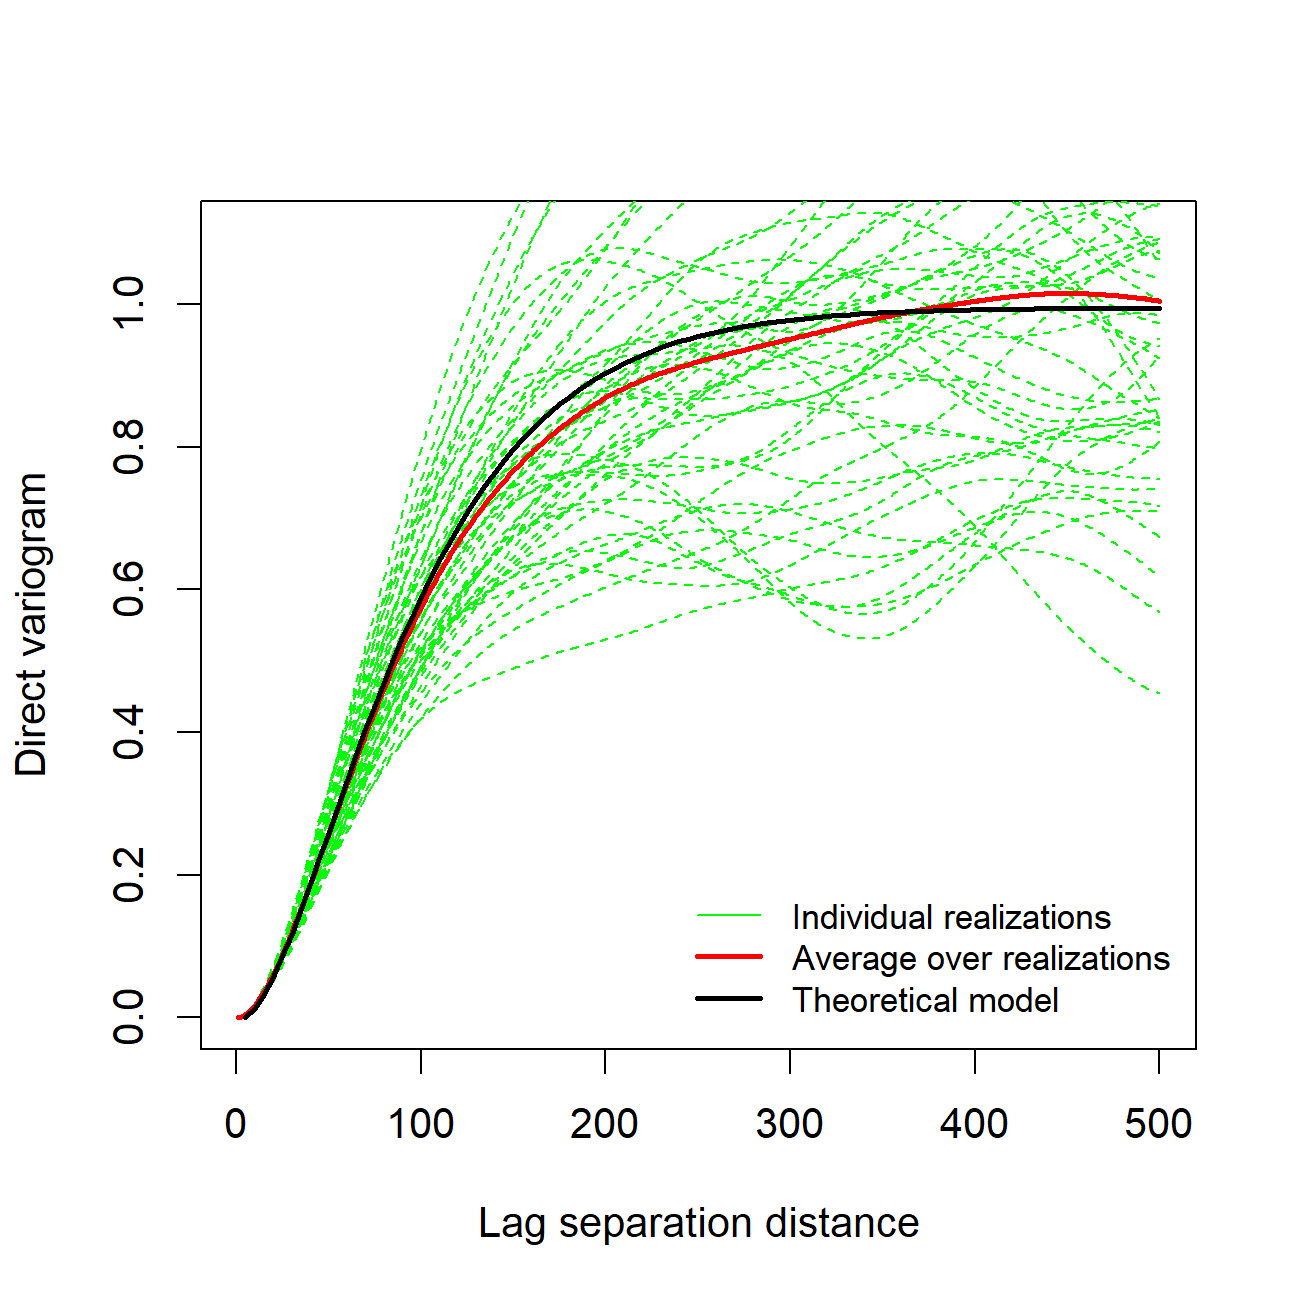 Direct variogram
1.0
0.8
0.6
0.4
0.2
0.0
Individual realizations
Average over realizations
Theoretical model
0 100 200 300 400 500
Lag separation distance